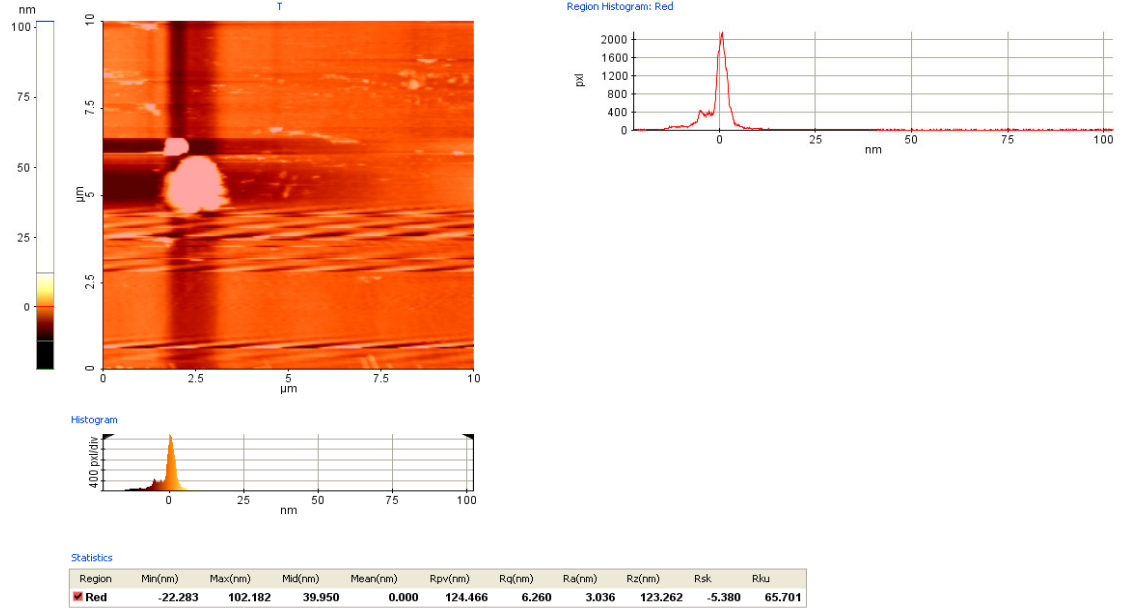 nm
100
75
50
25
0
T
µm
10
7.5
5
2.5
0
0 2.5 5 7.5 10
µm
Region Histogram: Red
pxl
2000
1600
1200
800
400
0
0 25 50 75 100
nm
Histogram
400 pxl/div
0 25 50 75 100
nm
Statistics
Region Min(nm) Max(nm) Mid(nm) Mean(nm) Rpv(nm) Rq(nm) Ra(nm) Rz(nm) Rsk Rku
Red -22.283 102.182 39.950 0.000 124.466 6.260 3.036 123.262 -5.380 65.701